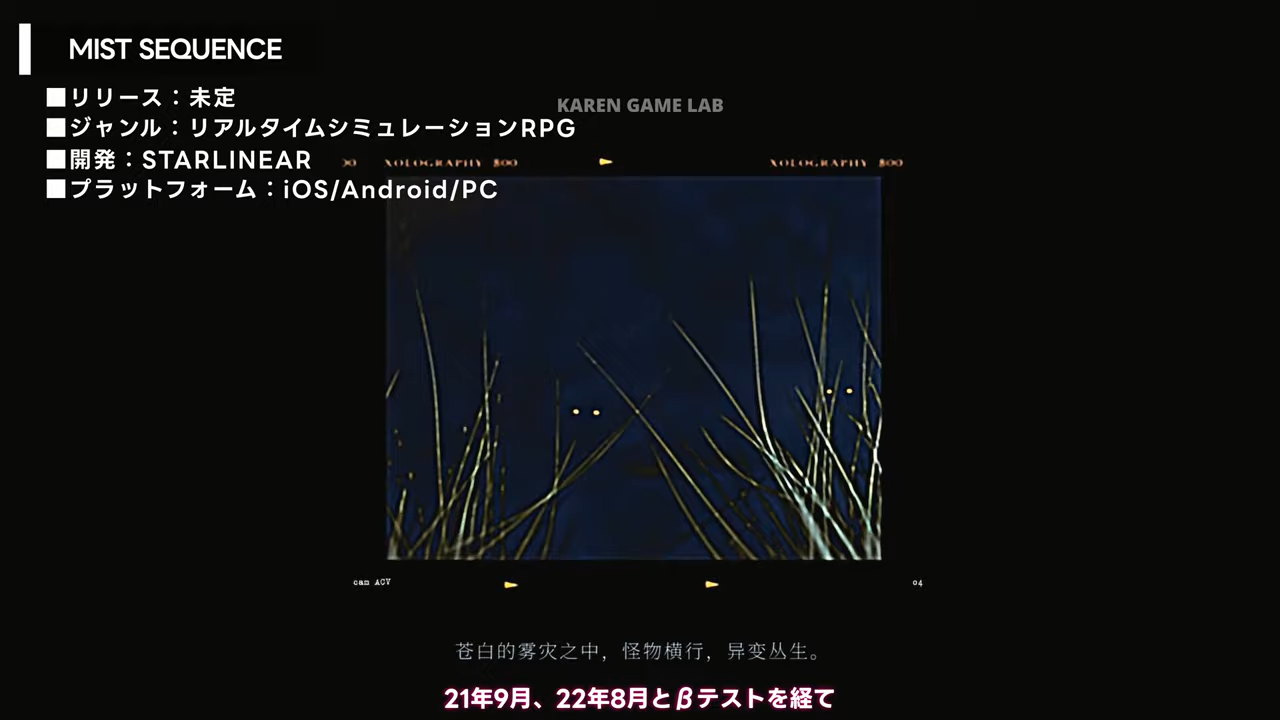 MIST SEQUENCE
■リリース：未定
KAREN GAME LAB
■ジャンル：リアルタイムシミュレーションRPG
■開発：STARLINEAR
XOLOGRAPHY 800
XOLOGRAPHY 800
■プラットフォーム：iOS/Android/PC
cam ACV
04
苍白的雾灾之中，怪物横行，异变丛生。
21年9月、22年8月とβテストを経て